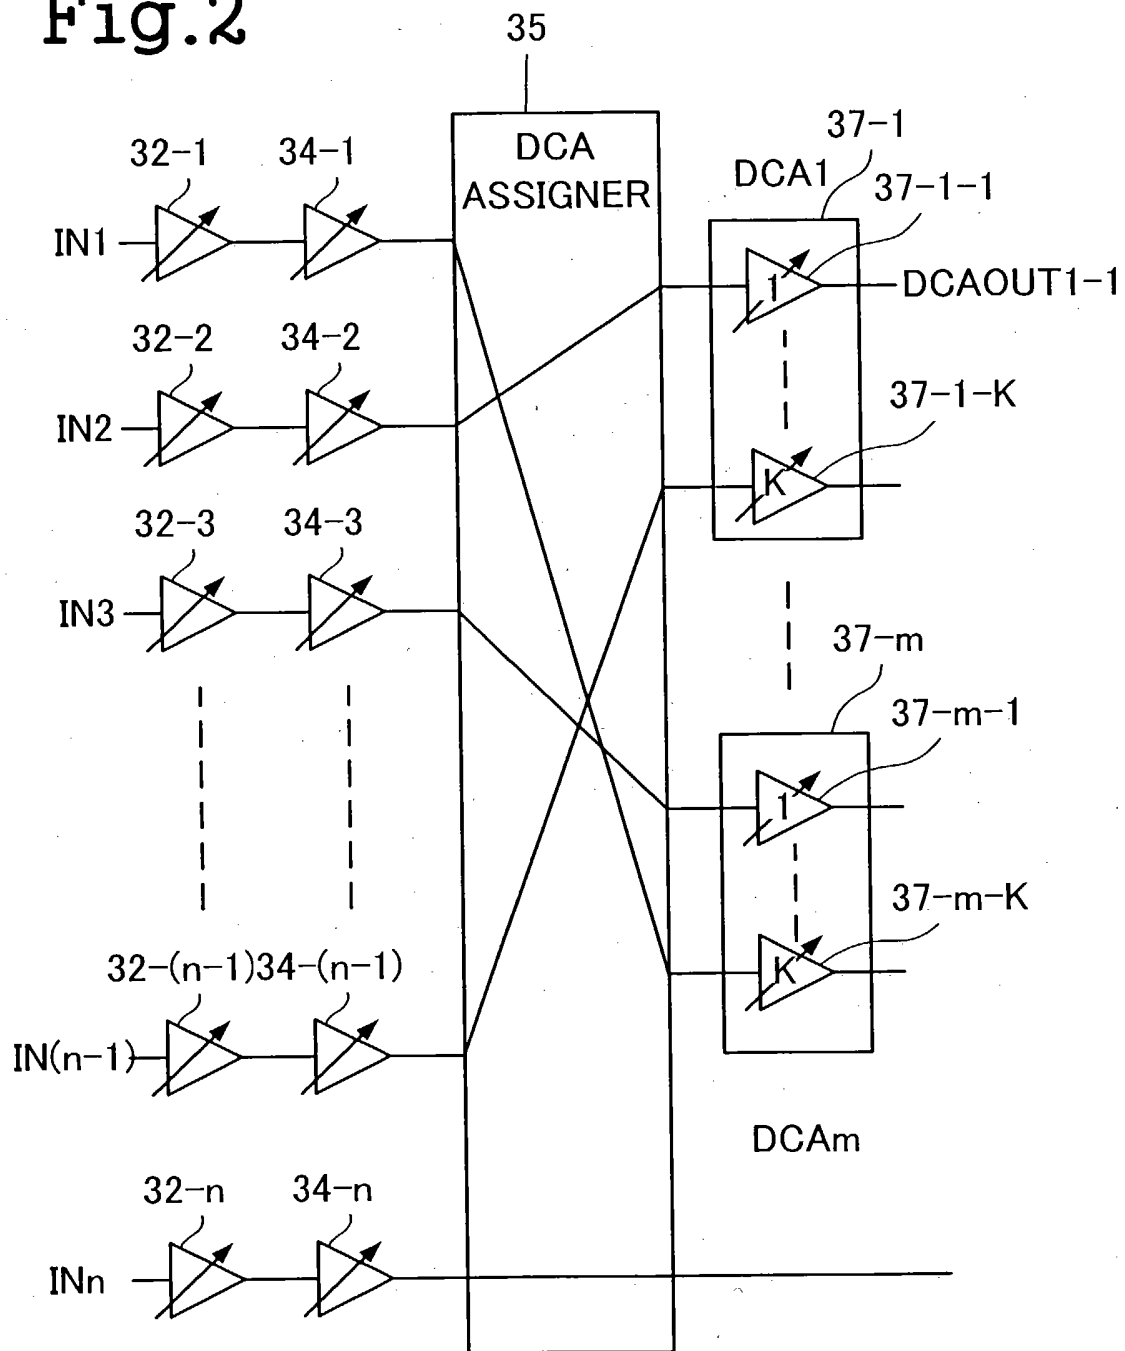 Fig.2
35
DCA
ASSIGNER
32-1
34-1
IN1
37-1
DCA1
37-1-1
1
DCAOUT1-1
32-2
34-2
IN2
37-1-K
K
32-3
34-3
IN3
37-m
37-m-1
1
37-m-K
K
32-(n-1)
34-(n-1)
IN(n-1)
DCAm
32-n
34-n
INn